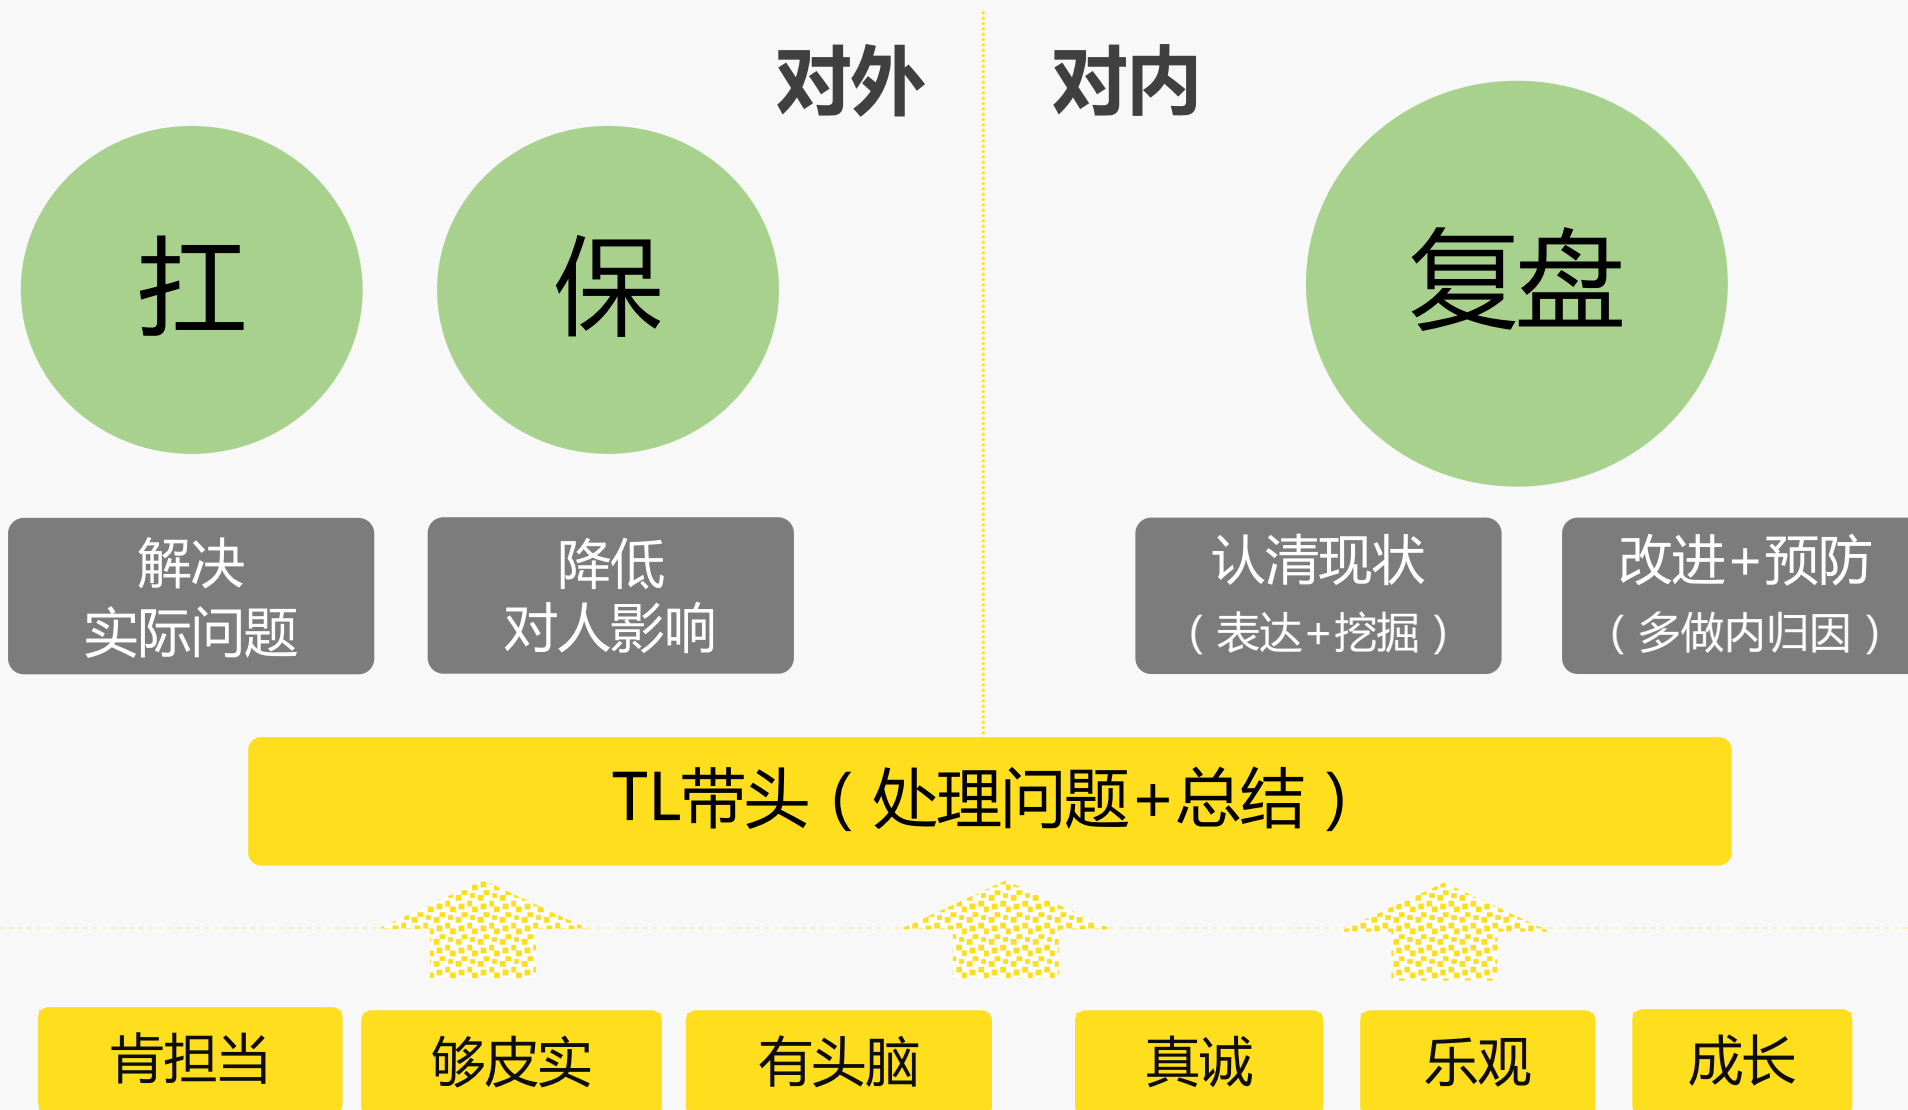 对外
对内
扛
保
复盘
解决
实际问题
降低
对人影响
认清现状
（表达+挖掘）
改进+预防
（多做内归因）
TL带头（处理问题+总结）
肯担当
够皮实
有头脑
真诚
乐观
成长